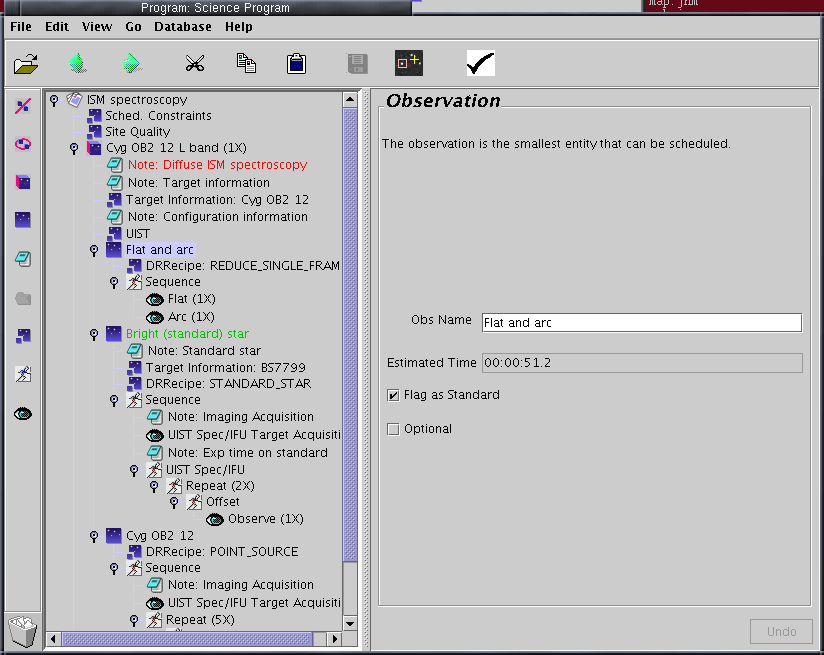 Program: Science Program
map. jhm
File Edit View Go Database Help
ISM spectroscopy
Sched. Constraints
Site Quality
Cyg OB2 12 L band (1X)
Note: Diffuse ISM spectroscopy
Note: Target information
Target Information: Cyg OB2 12
Note: Configuration information
UIST
Flat and arc
DRRecipe: REDUCE_SINGLE_FRAM
Sequence
Flat (1X)
Arc (1X)
Bright (standard) star
Note: Standard star
Target Information: BS7799
DRRecipe: STANDARD_STAR
Sequence
Note: Imaging Acquisition
UIST Spec/IFU Target Acquisiti
Note: Exp time on standard
UIST Spec/IFU
Repeat (2X)
Offset
Observe (1X)
Cyg OB2 12
DRRecipe: POINT_SOURCE
Sequence
Note: Imaging Acquisition
UIST Spec/IFU Target Acquisiti
Repeat (5X)
Observation
The observation is the smallest entity that can be scheduled.
Obs Name Flat and arc
Estimated Time 00:00:51.2
Flag as Standard
Optional
Undo